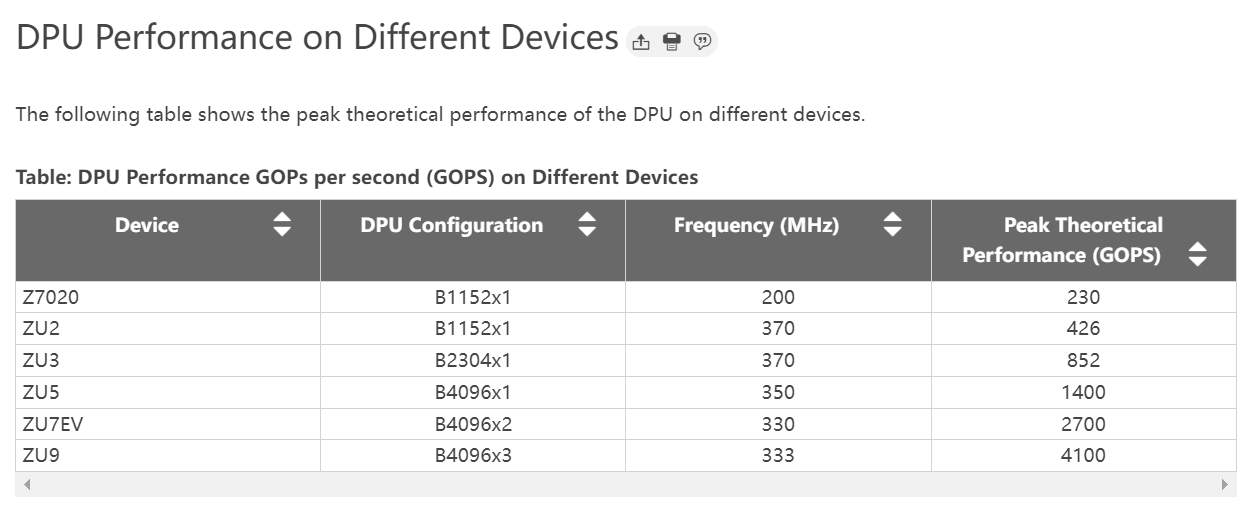 DPU Performance on Different Devices
The following table shows the peak theoretical performance of the DPU on different devices.
Table: DPU Performance GOPs per second (GOPS) on Different Devices
Device DPU Configuration Frequency (MHz) Peak Theoretical
Performance (GOPS)
Z7020 B1152x1 200 230
ZU2 B1152x1 370 426
ZU3 B2304x1 370 852
ZU5 B4096x1 350 1400
ZU7EV B4096x2 330 2700
ZU9 B4096x3 333 4100